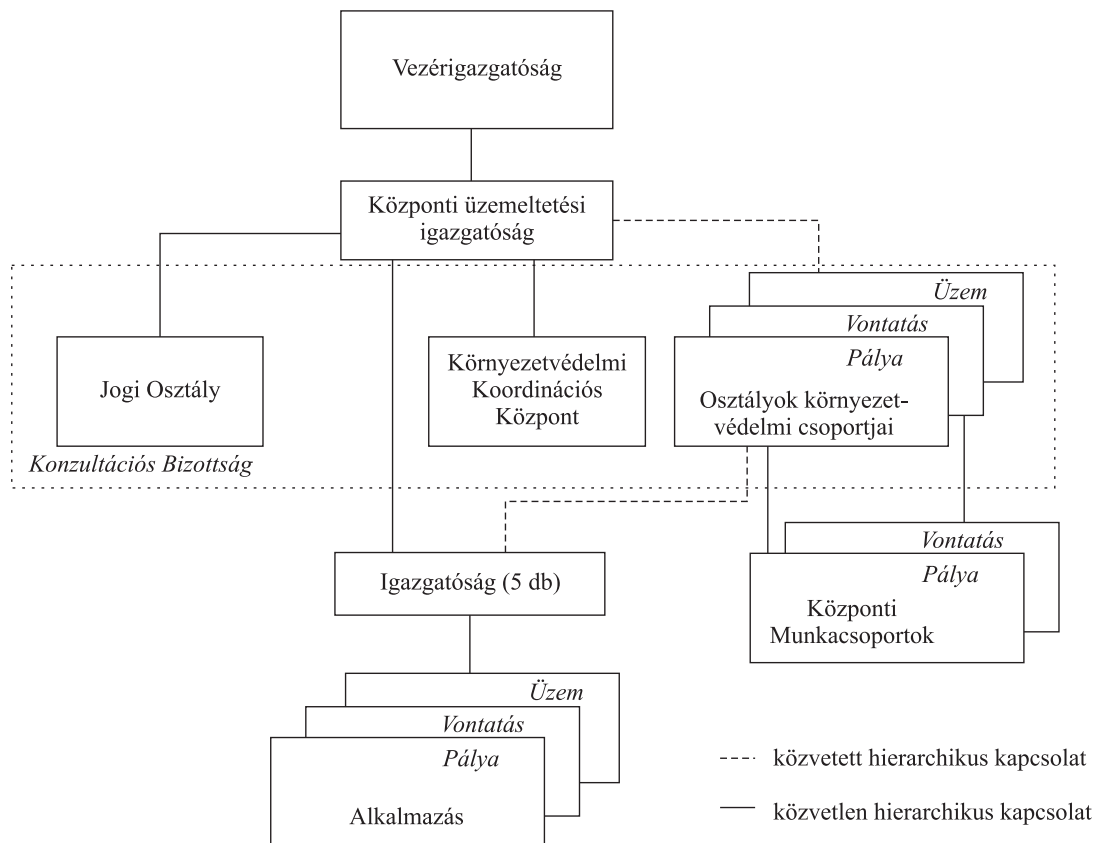 Vezérigazgatóság
Központi üzemeltetési
igazgatóság
Üzem
Vontatás
Pálya
Osztályok környezet-
védelmi csoportjai
Jogi Osztály
Környezetvédelmi
Koordinációs
Központ
Konzultációs Bizottság
Vontatás
Pálya
Központi
Munkacsoportok
Igazgatóság (5 db)
Üzem
Vontatás
Pálya
Alkalmazás
közvetett hierarchikus kapcsolat
közvetlen hierarchikus kapcsolat